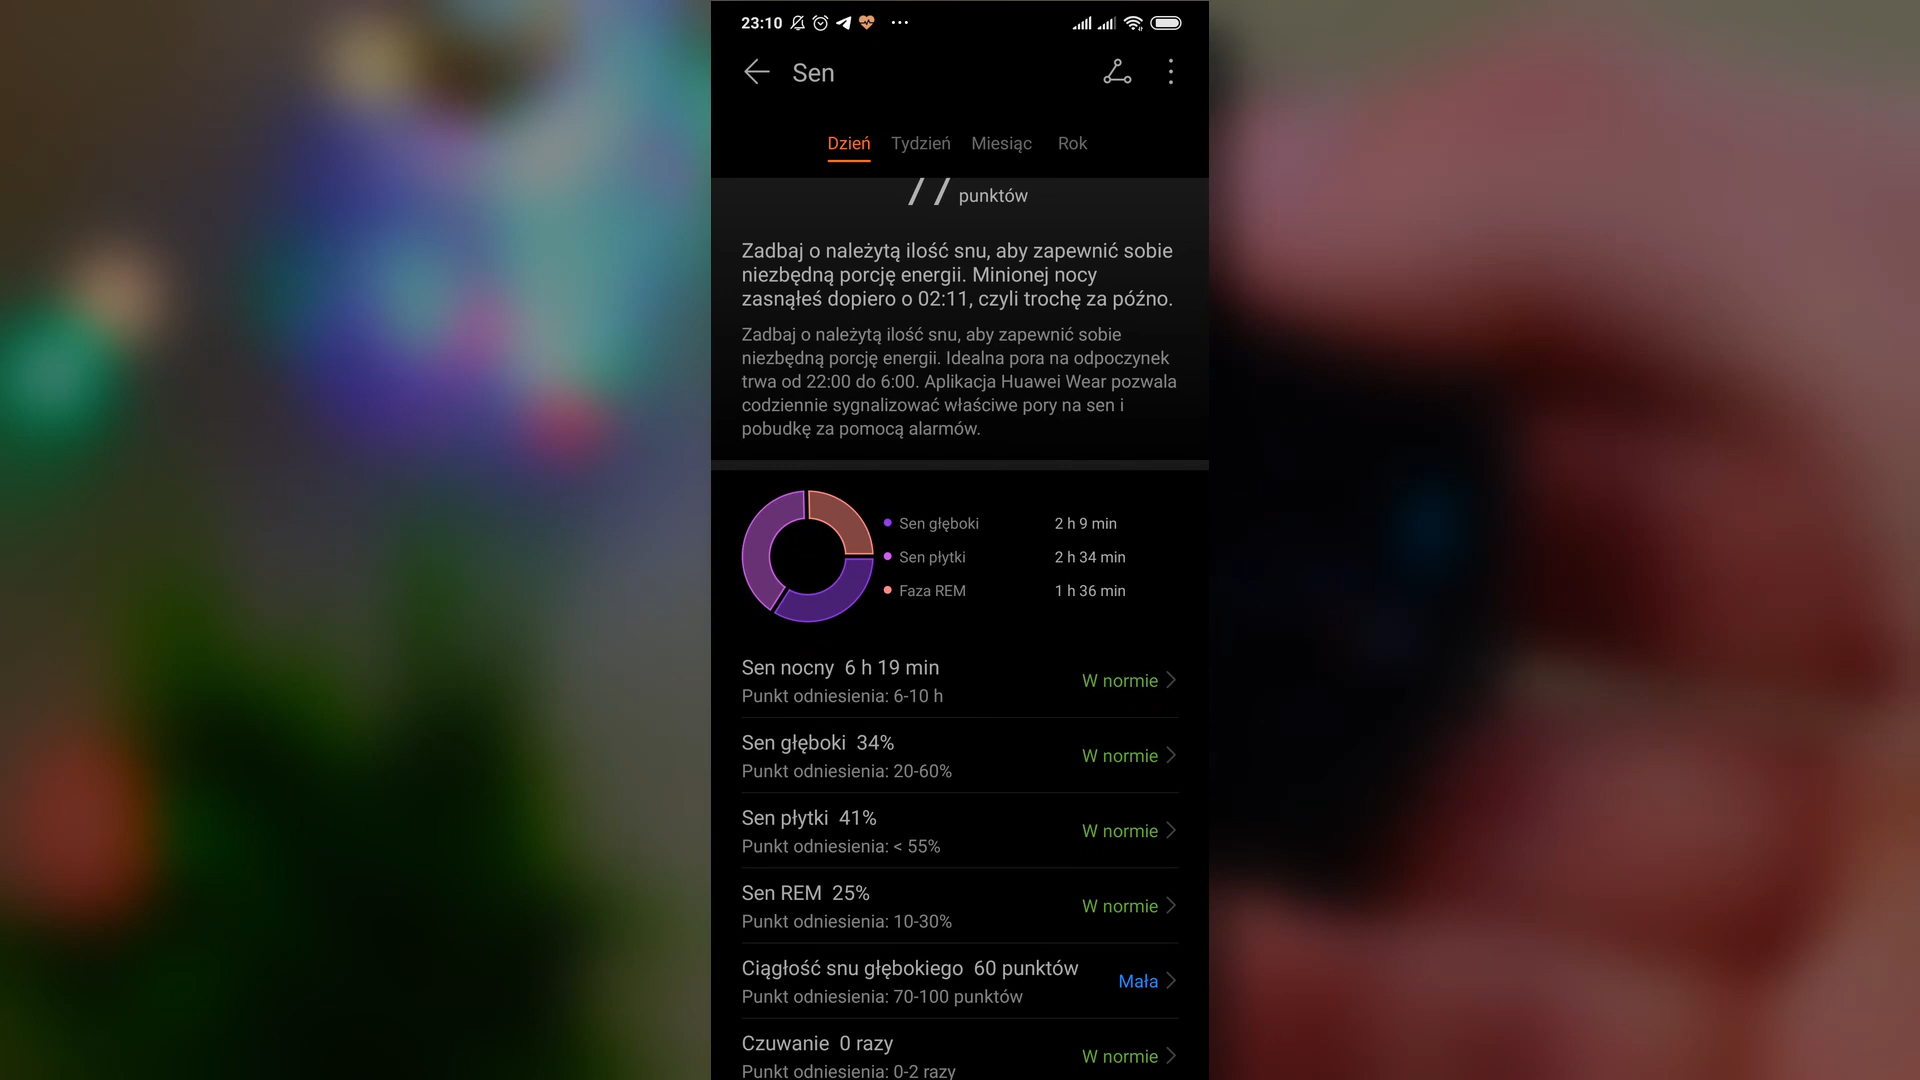 23:10
Sen
Dzień Tydzień Miesiąc Rok
77 punktów
Zadbaj o należytą ilość snu, aby zapewnić sobie
niezbędną porcję energii. Minionej nocy
zasnąłeś dopiero o 02:11, czyli trochę za późno.
Zadbaj o należytą ilość snu, aby zapewnić sobie
niezbędną porcję energii. Idealna pora na odpoczynek
trwa od 22:00 do 6:00. Aplikacja Huawei Wear pozwala
codziennie sygnalizować właściwe pory na sen i
pobudkę za pomocą alarmów.
Sen głęboki 2 h 9 min
Sen płytki 2 h 34 min
Faza REM 1 h 36 min
Sen nocny 6 h 19 min
Punkt odniesienia: 6-10 h
W normie
Sen głęboki 34%
Punkt odniesienia: 20-60%
W normie
Sen płytki 41%
Punkt odniesienia: < 55%
W normie
Sen REM 25%
Punkt odniesienia: 10-30%
W normie
Ciągłość snu głębokiego 60 punktów
Punkt odniesienia: 70-100 punktów
Mała
Czuwanie 0 razy
Punkt odniesienia: 0-2 razy
W normie